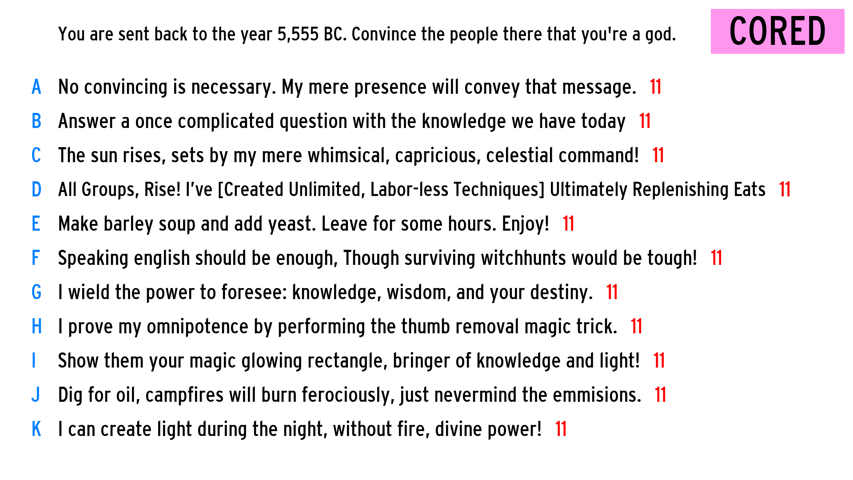 You are sent back to the year 5,555 BC. Convince the people there that you're a god.
CORED
A No convincing is necessary. My mere presence will convey that message. 11
B Answer a once complicated question with the knowledge we have today 11
C The sun rises, sets by my mere whimsical, capricious, celestial command! 11
D All Groups, Rise! I've [Created Unlimited, Labor-less Techniques] Ultimately Replenishing Eats 11
E Make barley soup and add yeast. Leave for some hours. Enjoy! 11
F Speaking english should be enough, Though surviving witchhunts would be tough! 11
G I wield the power to foresee: knowledge, wisdom, and your destiny. 11
H I prove my omnipotence by performing the thumb removal magic trick. 11
I Show them your magic glowing rectangle, bringer of knowledge and light! 11
J Dig for oil, campfires will burn ferociously, just nevermind the emmisions. 11
K I can create light during the night, without fire, divine power! 11